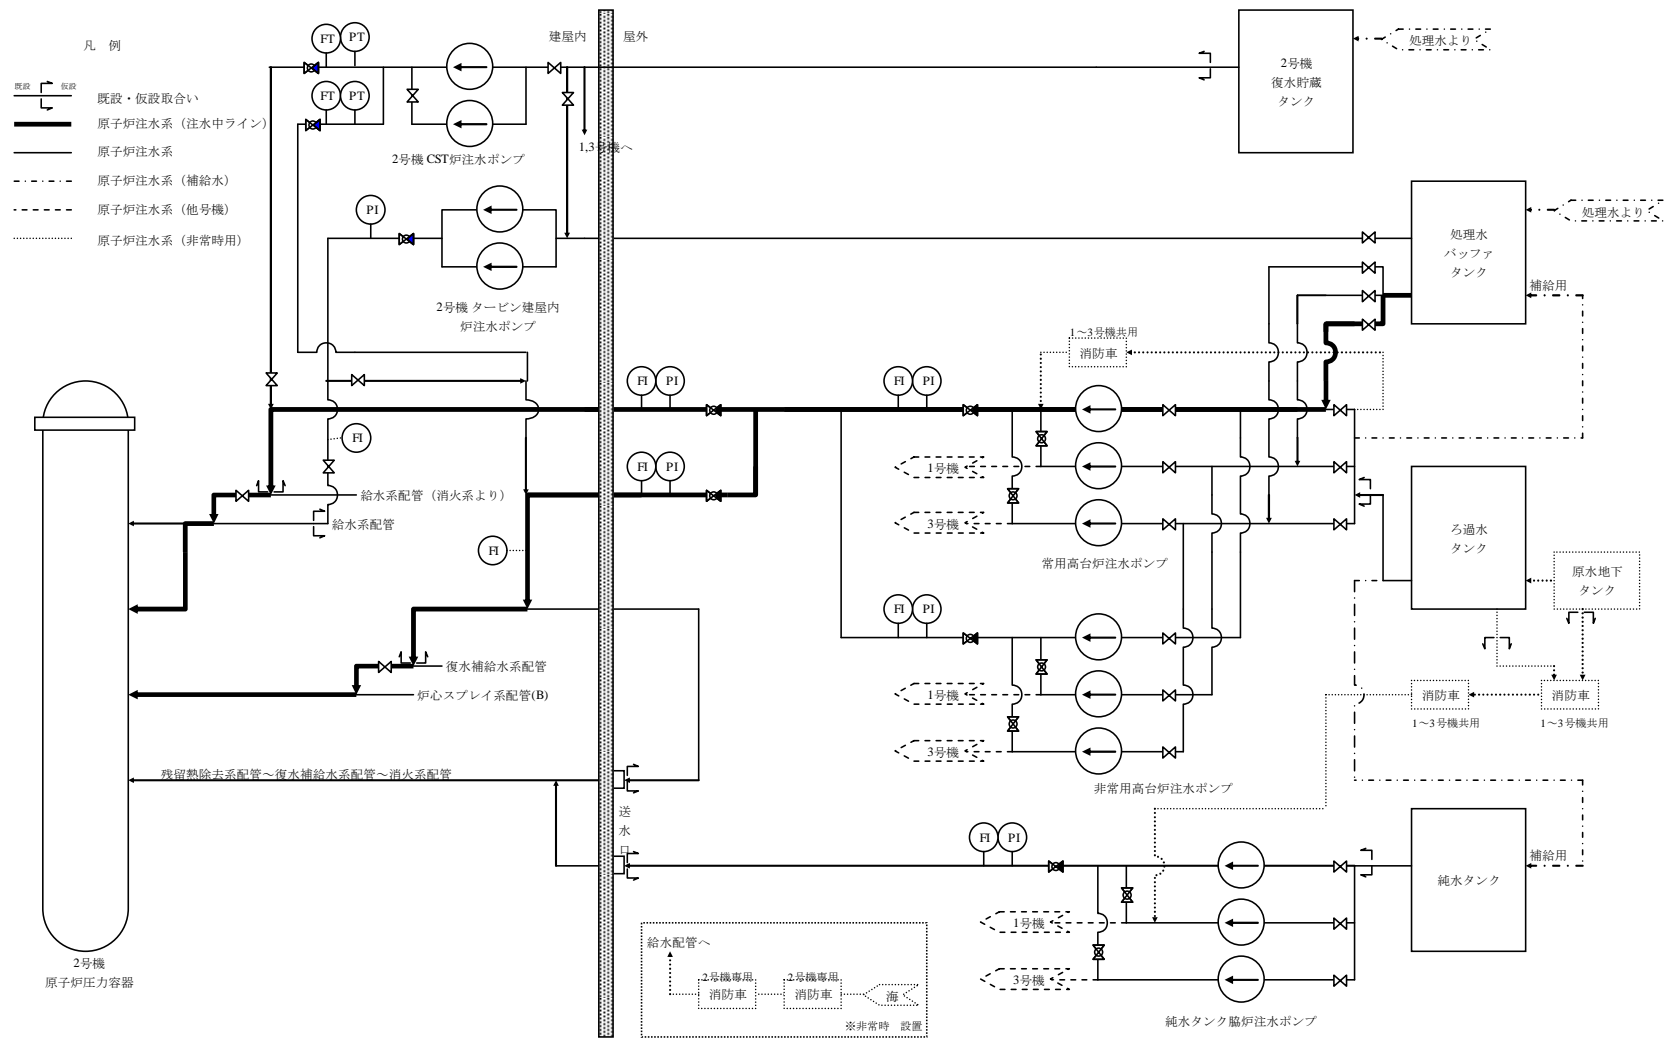 凡 例
既設 仮設
既設・仮設取合い
原子炉注水系（注水中ライン）
原子炉注水系
原子炉注水系（補給水）
原子炉注水系（他号機）
原子炉注水系（非常時用）
FT PT
FT PT
建屋内 屋外
2号機 CST炉注水ポンプ
1,3号機へ
PI
2号機 タービン建屋内
炉注水ポンプ
2号機
復水貯蔵
タンク
処理水より
処理水
バッファ
タンク
処理水より
補給用
1～3号機共用
消防車
FI PI
FI PI
FI PI
FI
FI
給水系配管（消火系より）
給水系配管
復水補給水系配管
炉心スプレイ系配管(B)
残留熱除去系配管～復水補給水系配管～消火系配管
1号機
3号機
常用高台炉注水ポンプ
FI PI
1号機
3号機
非常用高台炉注水ポンプ
ろ過水
タンク
原水地下
タンク
消防車
消防車
1～3号機共用
1～3号機共用
送
水
口
FI PI
1号機
3号機
純水タンク脇炉注水ポンプ
純水タンク
補給用
2号機
原子炉圧力容器
給水配管へ
2号機専用
消防車
2号機専用
消防車
海
※非常時 設置